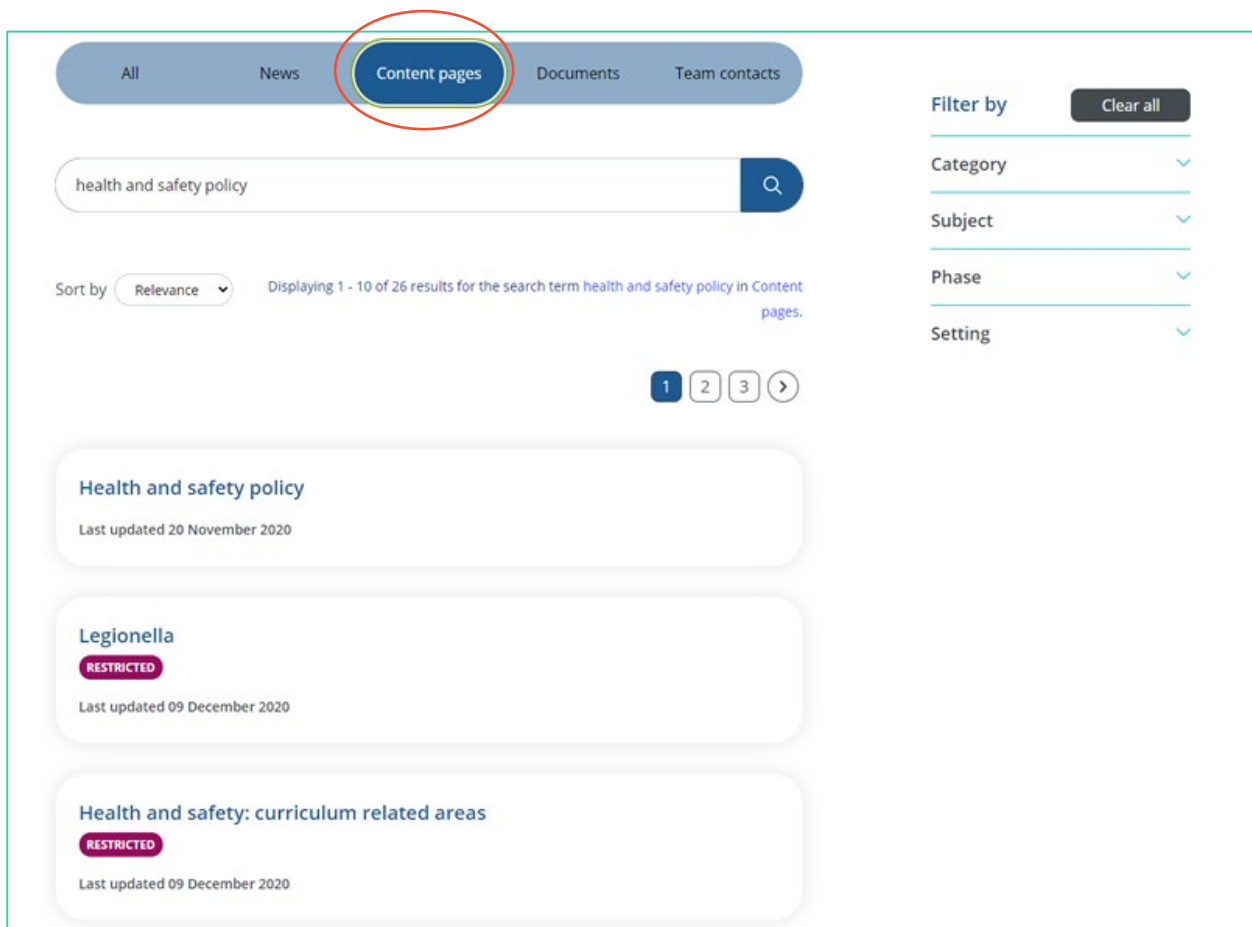 All News Content pages Documents Team contacts
health and safety policy
Sort by Relevance
Displaying 1 - 10 of 26 results for the search term health and safety policy in Content
pages.
1 2 3
Health and safety policy
Last updated 20 November 2020
Legionella
RESTRICTED
Last updated 09 December 2020
Health and safety: curriculum related areas
RESTRICTED
Last updated 09 December 2020
Filter by Clear all
Category
Subject
Phase
Setting